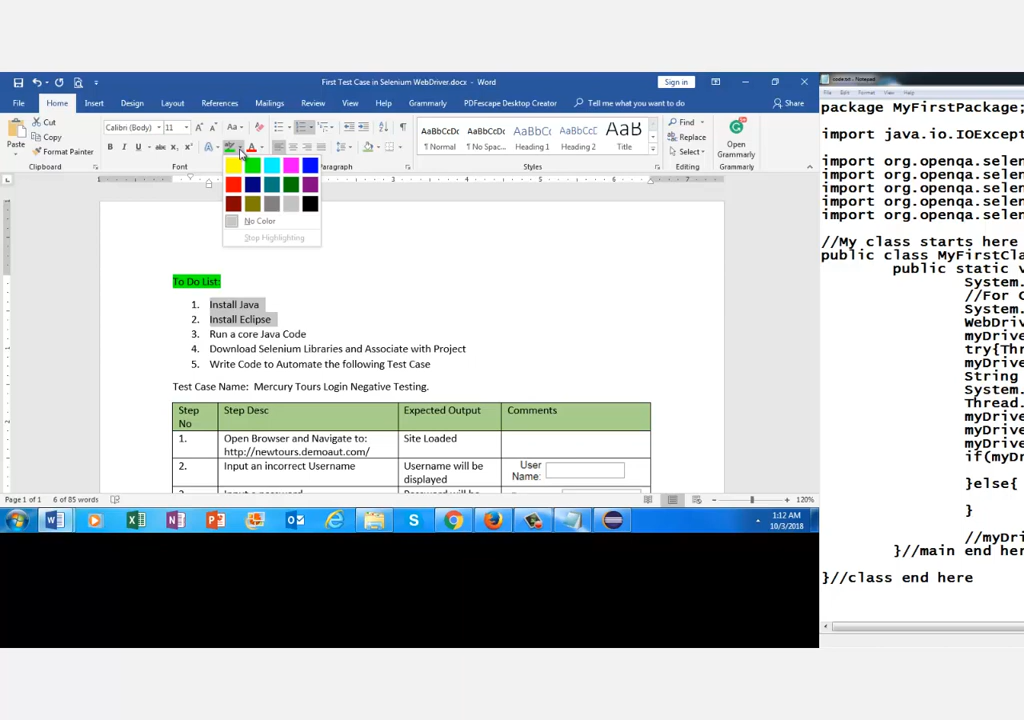 First Test Case in Selenium WebDriver.docx - Word
Sign in
File Home Insert Design Layout References Mailings Review View Help Grammarly PDFescape Desktop Creator Tell me what you want to do Share
Cut
Copy
Format Painter
Paste
Clipboard
Calibri (Body) 11
Font
Paragraph
AaBbCcDc AaBbCcDc AaBbCc AaBbCcD AaB
¶ Normal ¶ No Spac... Heading 1 Heading 2 Title
Styles
Find
Replace
Select
Editing
Open Grammarly
Grammarly
No Color
Stop Highlighting
To Do List:
1. Install Java
2. Install Eclipse
3. Run a core Java Code
4. Download Selenium Libraries and Associate with Project
5. Write Code to Automate the following Test Case
Test Case Name: Mercury Tours Login Negative Testing.
Step No Step Desc Expected Output Comments
1. Open Browser and Navigate to: http://newtours.demoaut.com/ Site Loaded
2. Input an incorrect Username Username will be displayed User Name:
Page 1 of 1 6 of 85 words
120%
1:12 AM
10/3/2018
package MyFirstPackage;
import java.io.IOExcept
import org.openqa.selen
import org.openqa.selen
import org.openqa.selen
import org.openqa.selen
import org.openqa.selen
//My class starts here
public class MyFirstCla
public static v
System.
//For C
System.
WebDriv
myDrive
try{Thr
myDrive
String
System.
Thread.
myDrive
myDrive
myDrive
if(myDr
}else{
}
//myDri
}//main end here
}//class end here